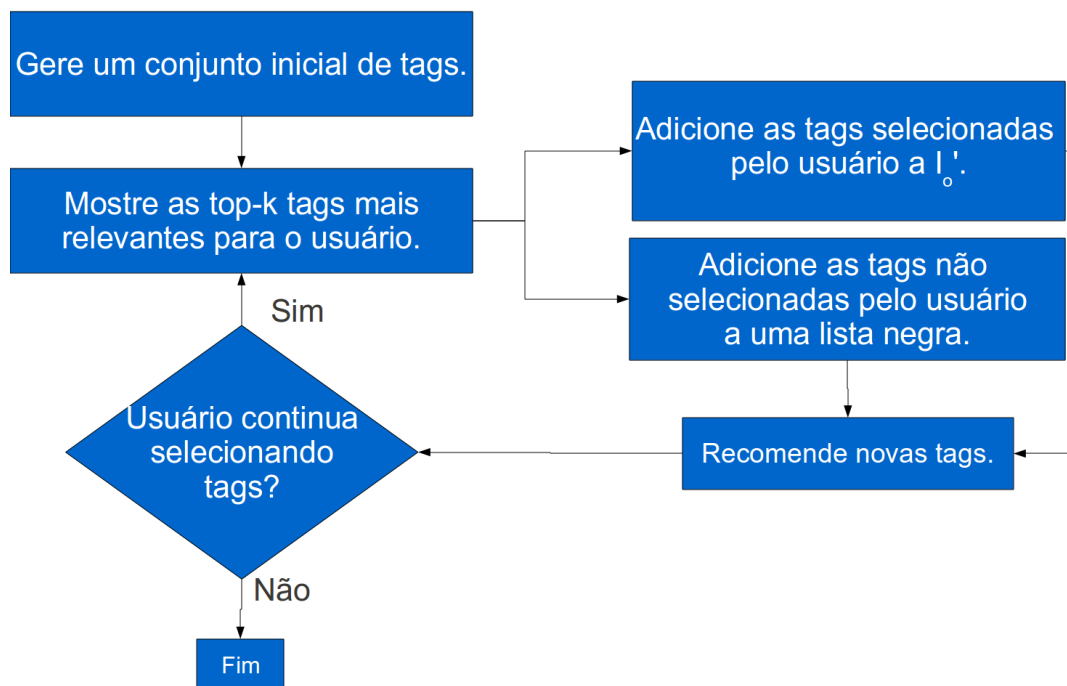 Gere um conjunto inicial de tags.
Mostre as top-k tags mais
relevantes para o usuário.
Adicione as tags selecionadas
pelo usuário a I_o'.
Adicione as tags não
selecionadas pelo usuário
a uma lista negra.
Recomende novas tags.
Sim
Usuário continua
selecionando
tags?
Não
Fim